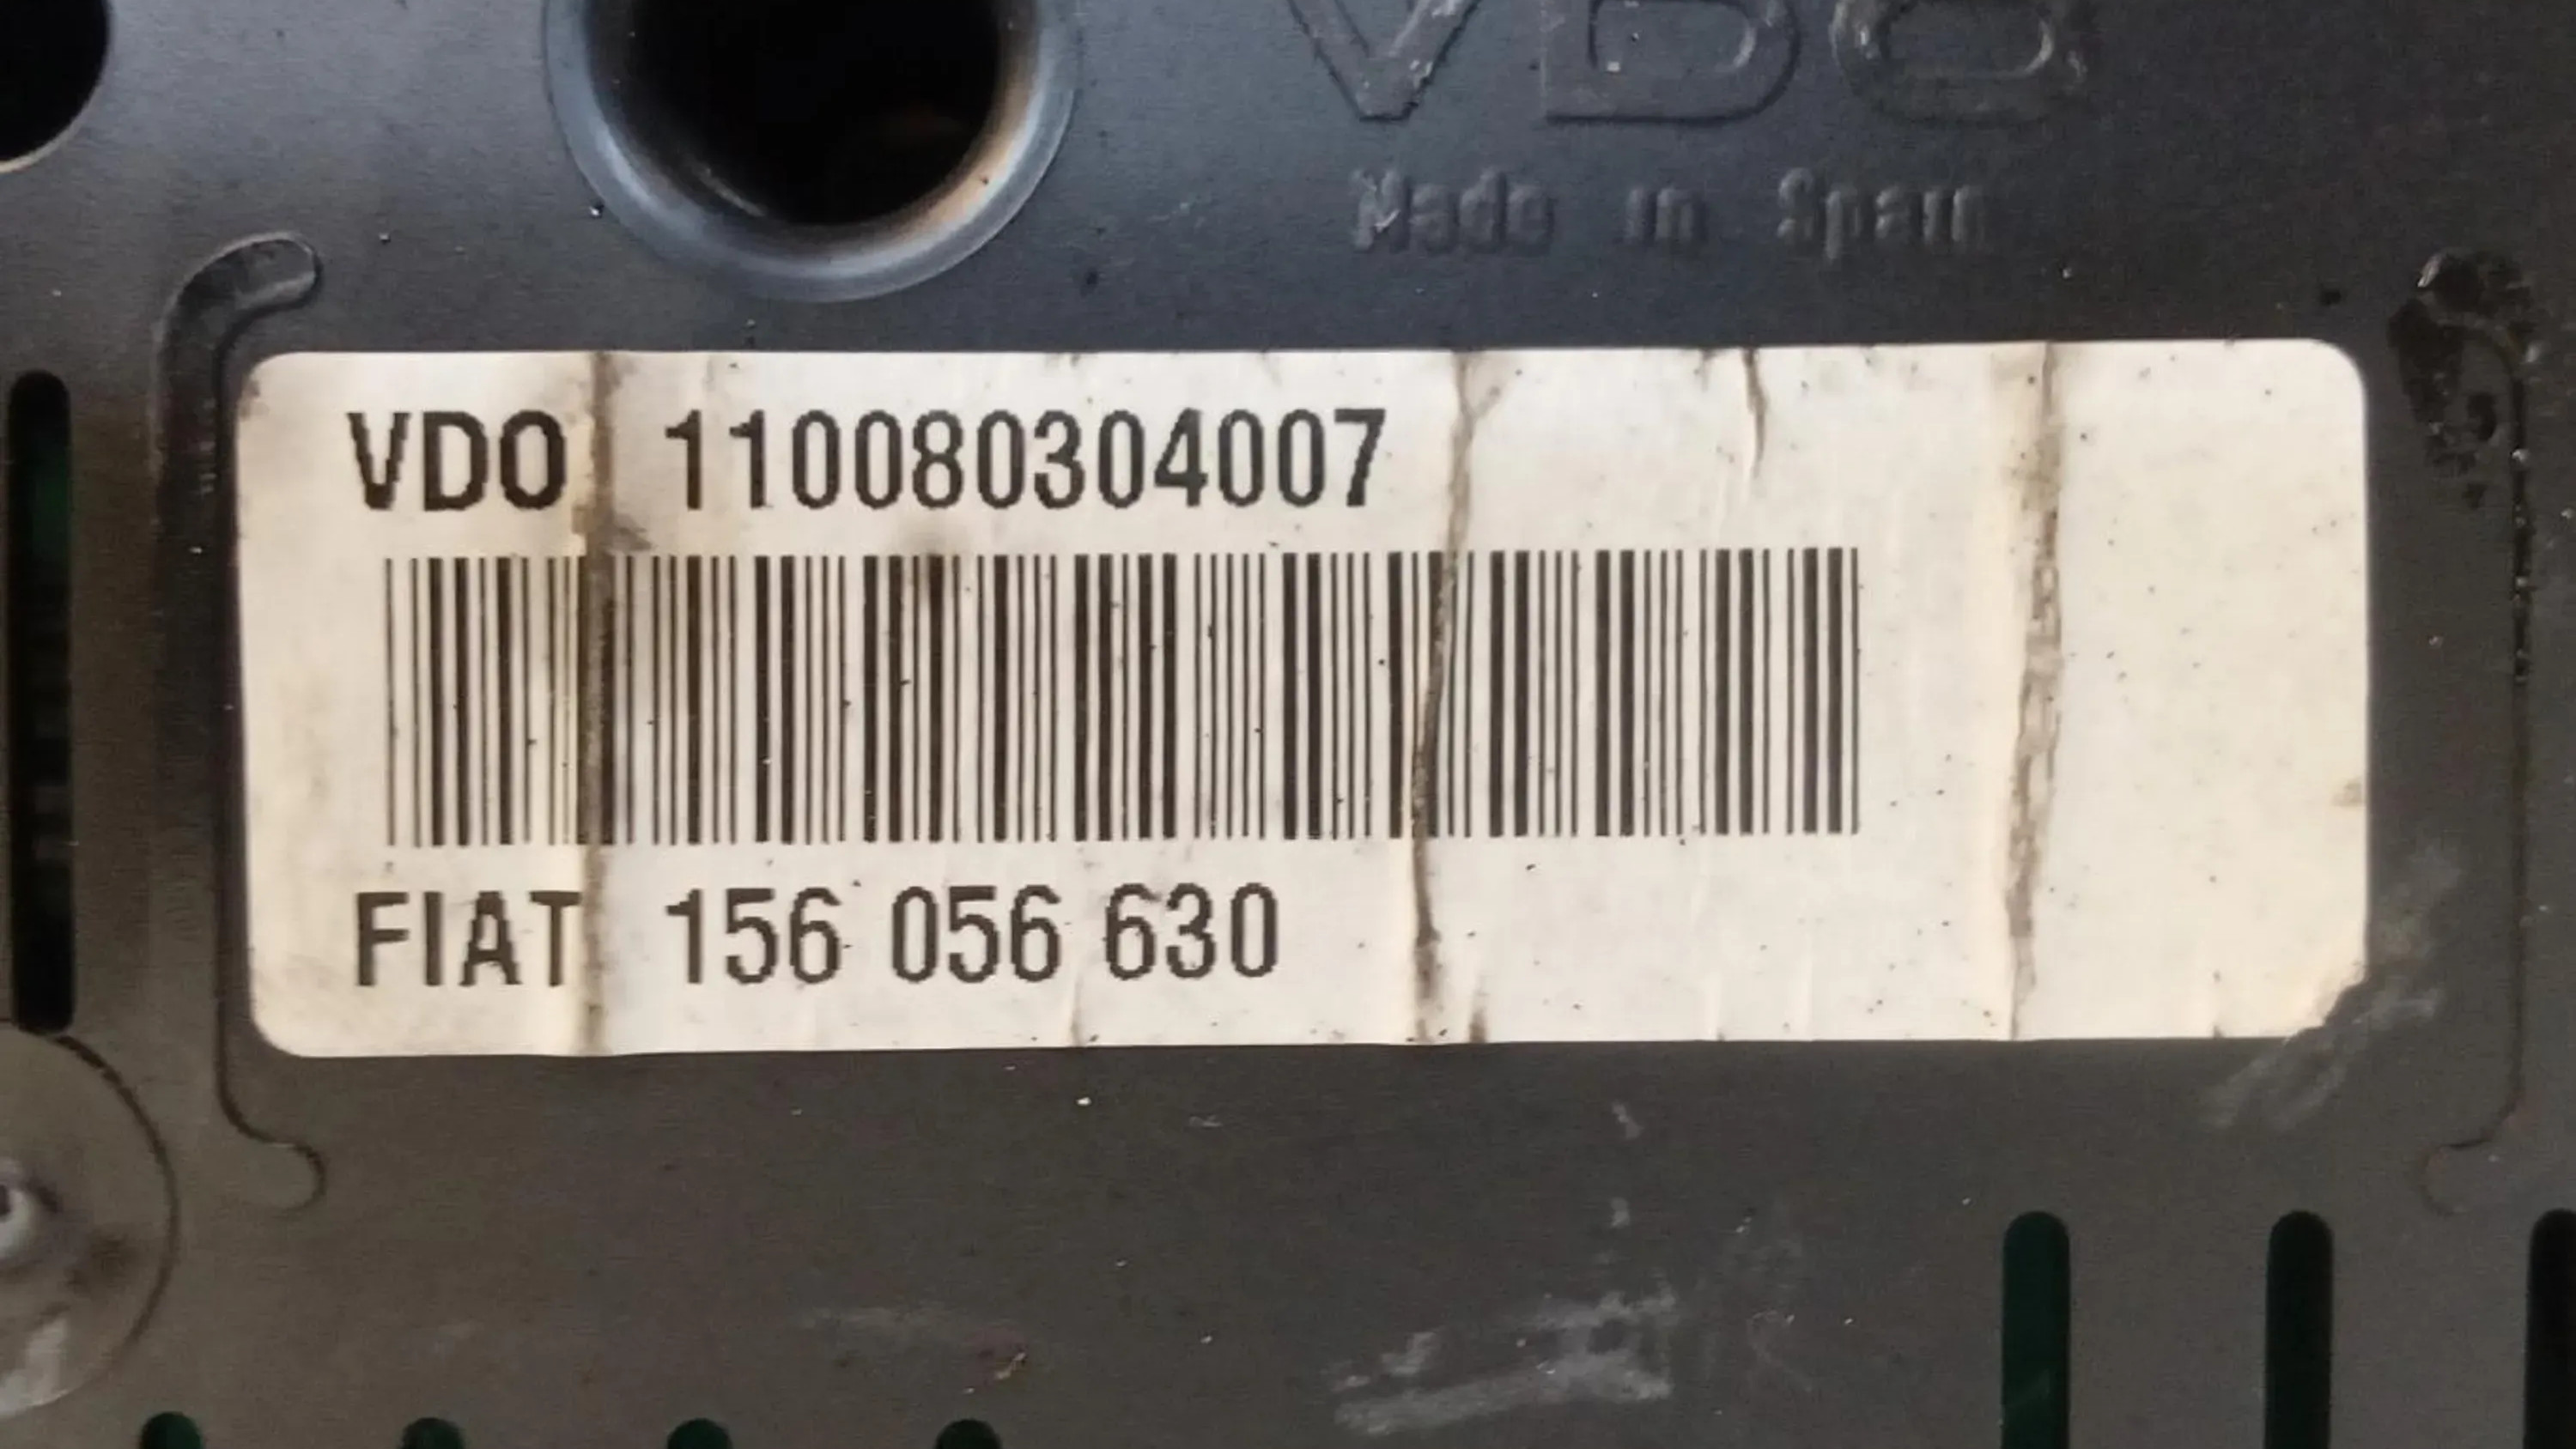 VDO
Made in Spain
VDO 110080304007
FIAT 156 056 630